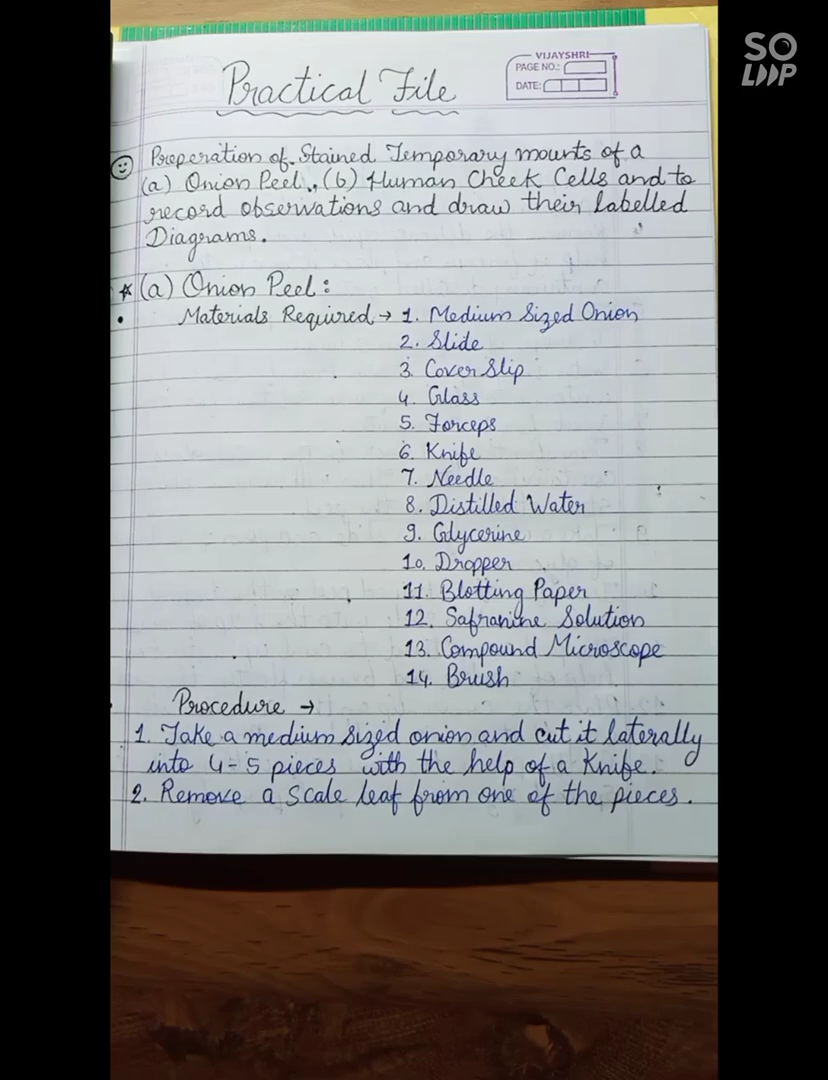 SO
LOOP
VIJAYSHRI
PAGE NO.:
DATE:
Practical File
Preperation of Stained Temporary mounts of a
(a) Onion Peel, (b) Human Cheek Cells and to
record observations and draw their labelled
Diagrams.
(a) Onion Peel:
Materials Required → 1. Medium Sized Onion
2. Slide
3. Cover Slip
4. Glass
5. Forceps
6. Knife
7. Needle
8. Distilled Water
9. Glycerine
10. Dropper
11. Blotting Paper
12. Safranine Solution
13. Compound Microscope
14. Brush
Procedure →
1. Take a medium sized onion and cut it laterally
into 4-5 pieces with the help of a Knife.
2. Remove a scale leaf from one of the pieces.